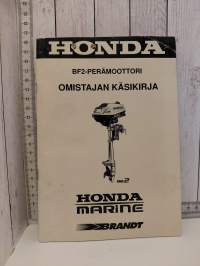 HONDA
BF2-PERÄMOOTTORI
OMISTAJAN KÄSIKIRJA
HONDA
MARINE
BRANDT